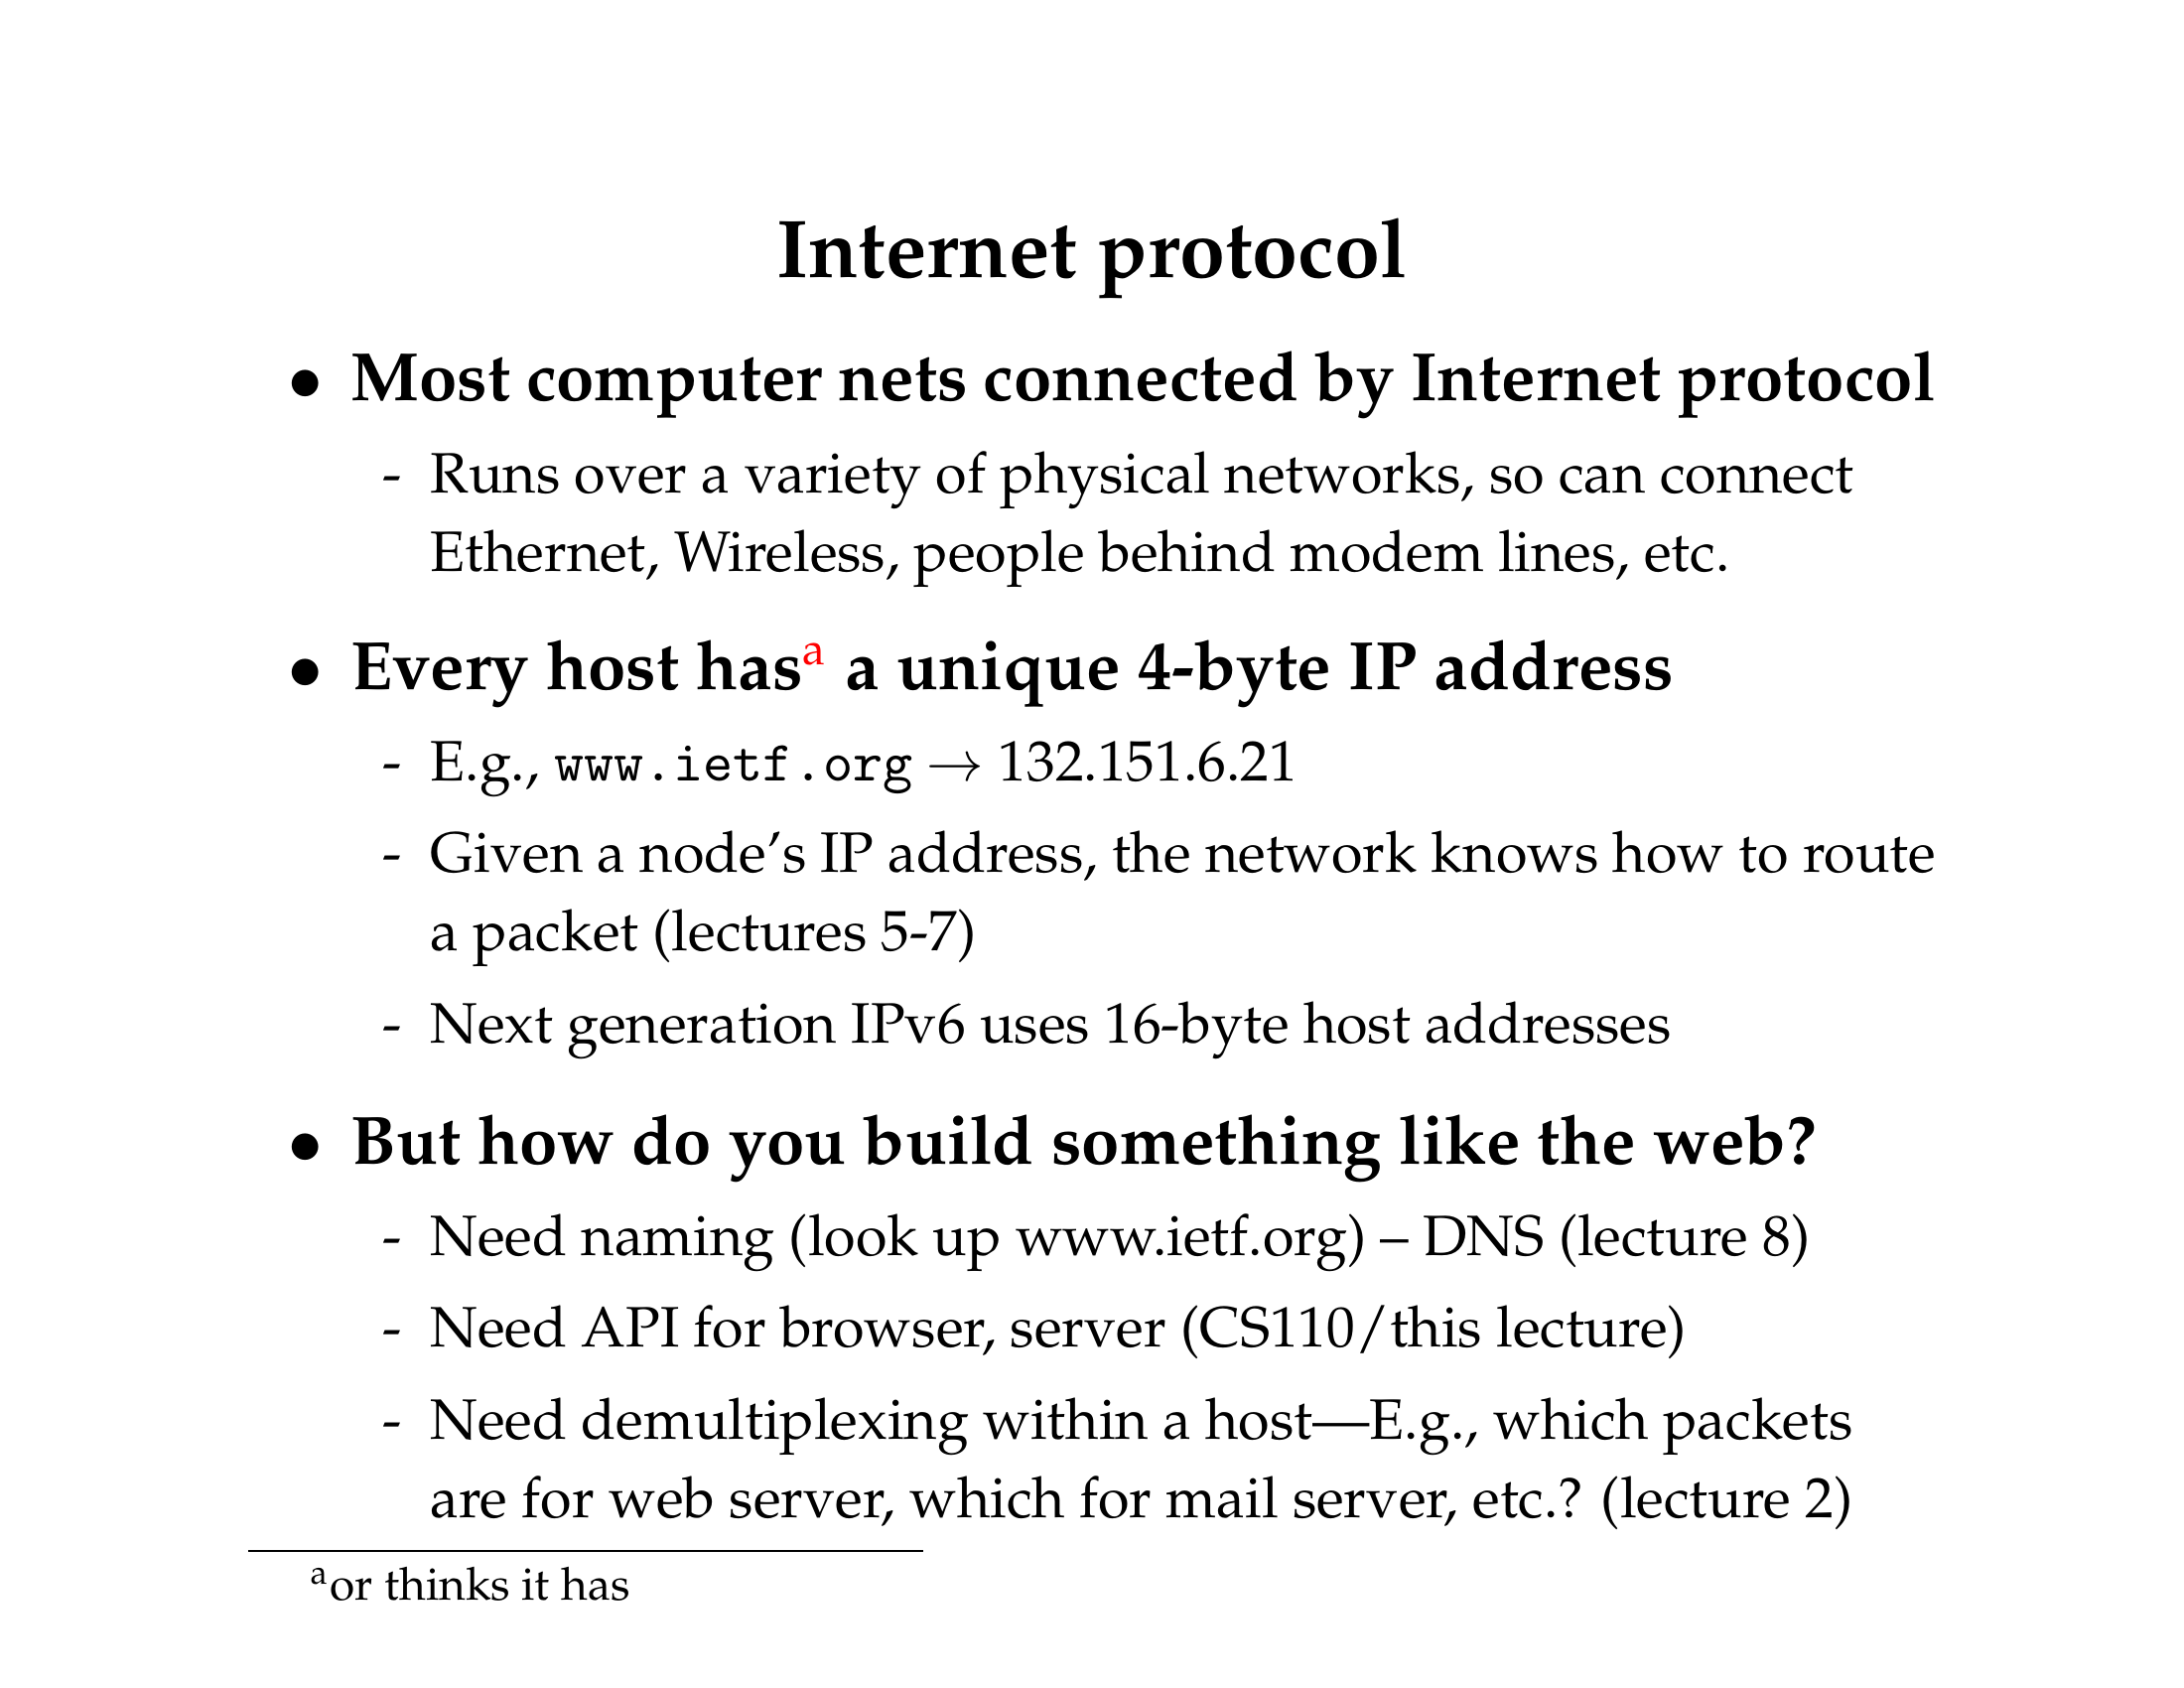 Internet protocol
• Most computer nets connected by Internet protocol
- Runs over a variety of physical networks, so can connect
Ethernet, Wireless, people behind modem lines, etc.
• Every host hasa a unique 4-byte IP address
- E.g., www.ietf.org → 132.151.6.21
- Given a node’s IP address, the network knows how to route
a packet (lectures 5-7)
- Next generation IPv6 uses 16-byte host addresses
• But how do you build something like the web?
- Need naming (look up www.ietf.org) – DNS (lecture 8)
- Need API for browser, server (CS110/this lecture)
- Need demultiplexing within a host—E.g., which packets
are for web server, which for mail server, etc.? (lecture 2)
aor thinks it has